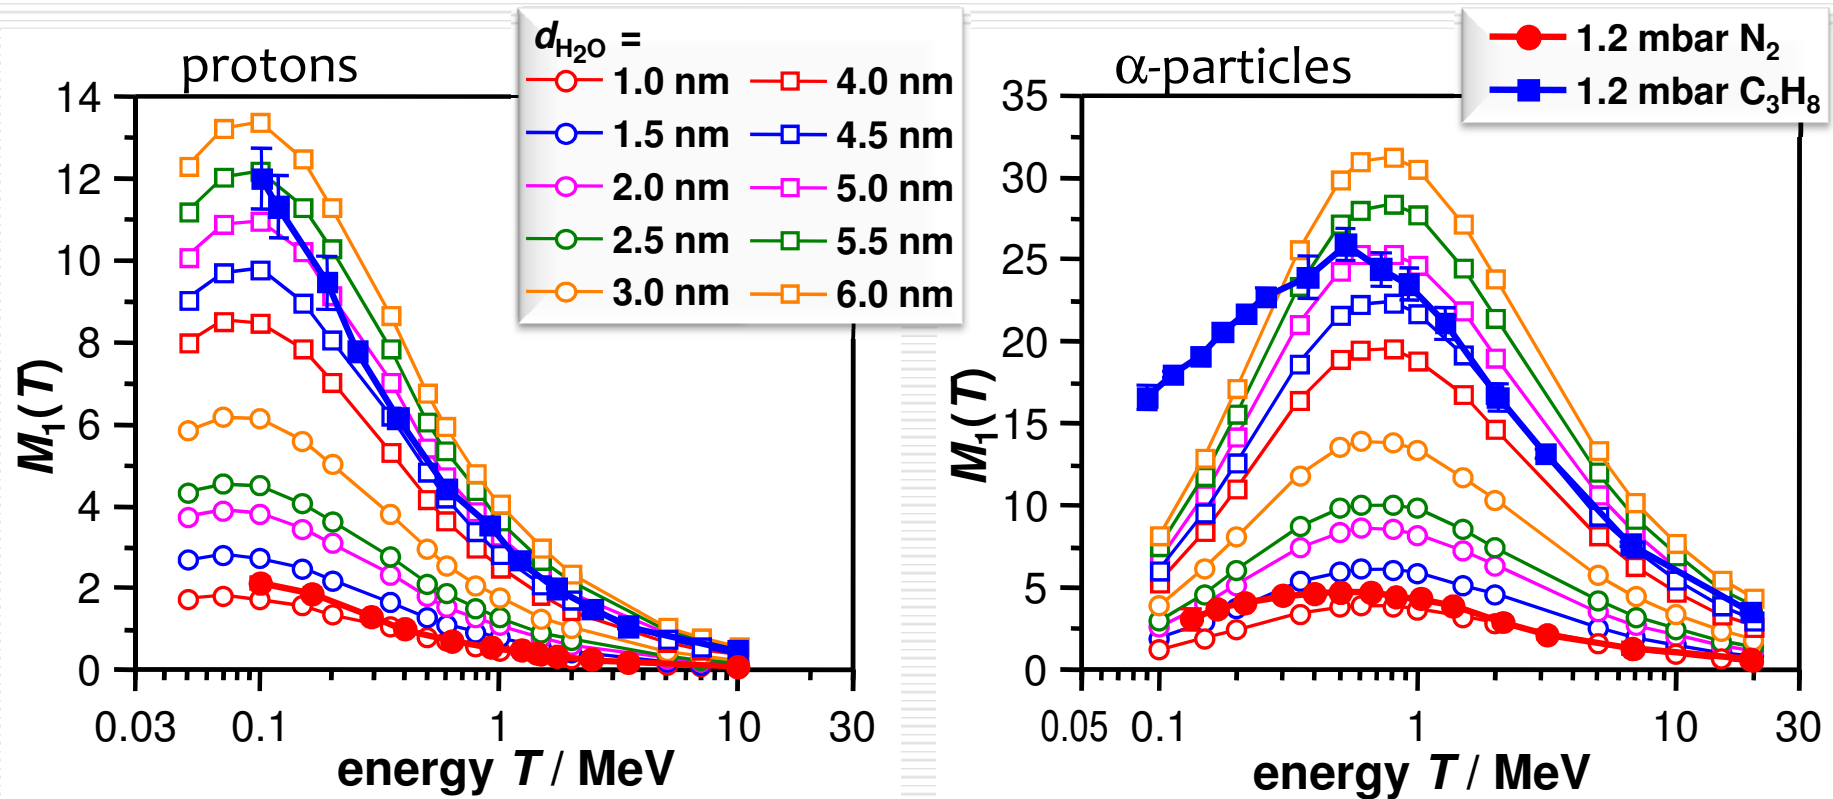 protons
d_H₂O =
1.0 nm 4.0 nm
1.5 nm 4.5 nm
2.0 nm 5.0 nm
2.5 nm 5.5 nm
3.0 nm 6.0 nm
M₁(T)
14
12
10
8
6
4
2
0
0.03 0.1 1 10 30
energy T / MeV
α-particles
1.2 mbar N₂
1.2 mbar C₃H₈
M₁(T)
35
30
25
20
15
10
5
0
0.05 0.1 1 10 30
energy T / MeV